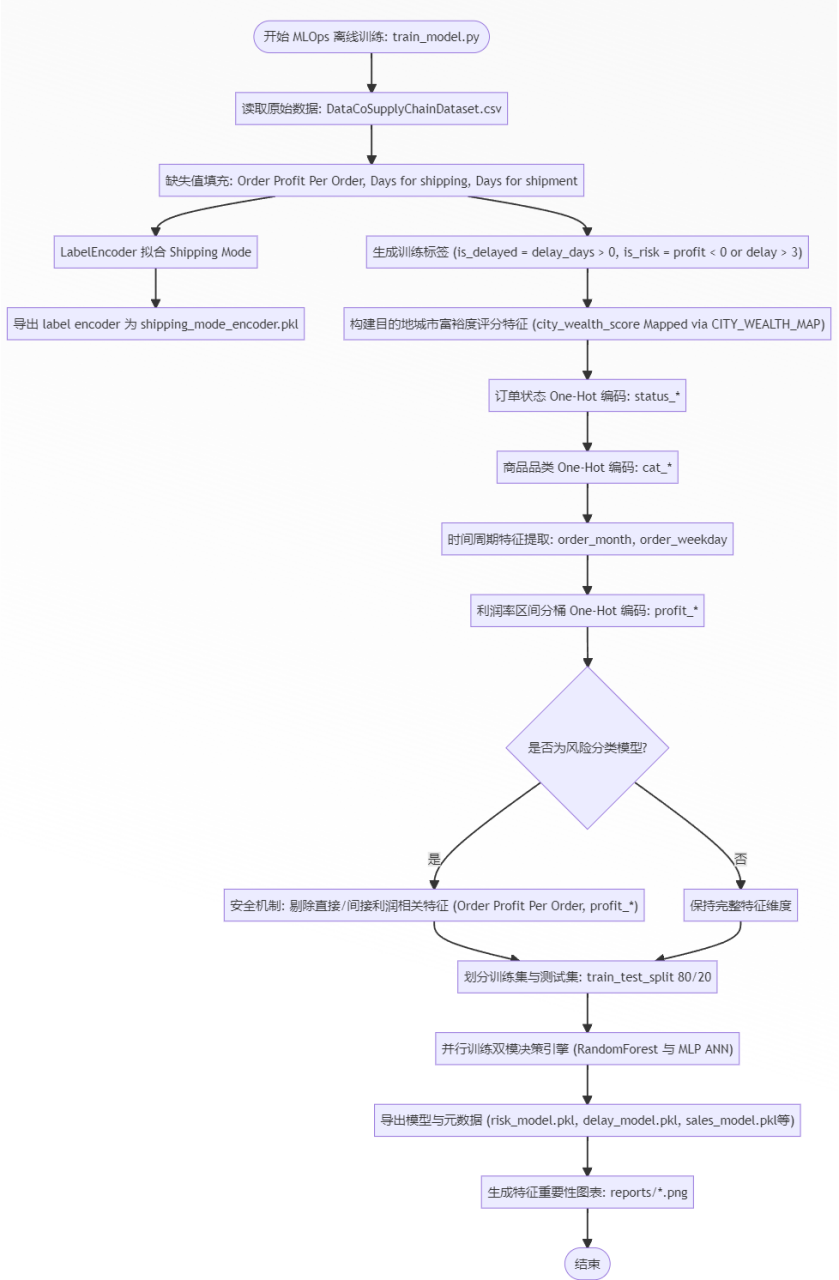 开始 MLOps 离线训练: train_model.py
读取原始数据: DataCoSupplyChainDataset.csv
缺失值填充: Order Profit Per Order, Days for shipping, Days for shipment
LabelEncoder 拟合 Shipping Mode
生成训练标签 (is_delayed = delay_days > 0, is_risk = profit < 0 or delay > 3)
导出 label encoder 为 shipping_mode_encoder.pkl
构建目的地城市富裕度评分特征 (city_wealth_score Mapped via CITY_WEALTH_MAP)
订单状态 One-Hot 编码: status_*
商品品类 One-Hot 编码: cat_*
时间周期特征提取: order_month, order_weekday
利润率区间分桶 One-Hot 编码: profit_*
是否为风险分类模型?
是
否
安全机制: 剔除直接/间接利润相关特征 (Order Profit Per Order, profit_*)
保持完整特征维度
划分训练集与测试集: train_test_split 80/20
并行训练双模决策引擎 (RandomForest 与 MLP ANN)
导出模型与元数据 (risk_model.pkl, delay_model.pkl, sales_model.pkl等)
生成特征重要性图表: reports/*.png
结束